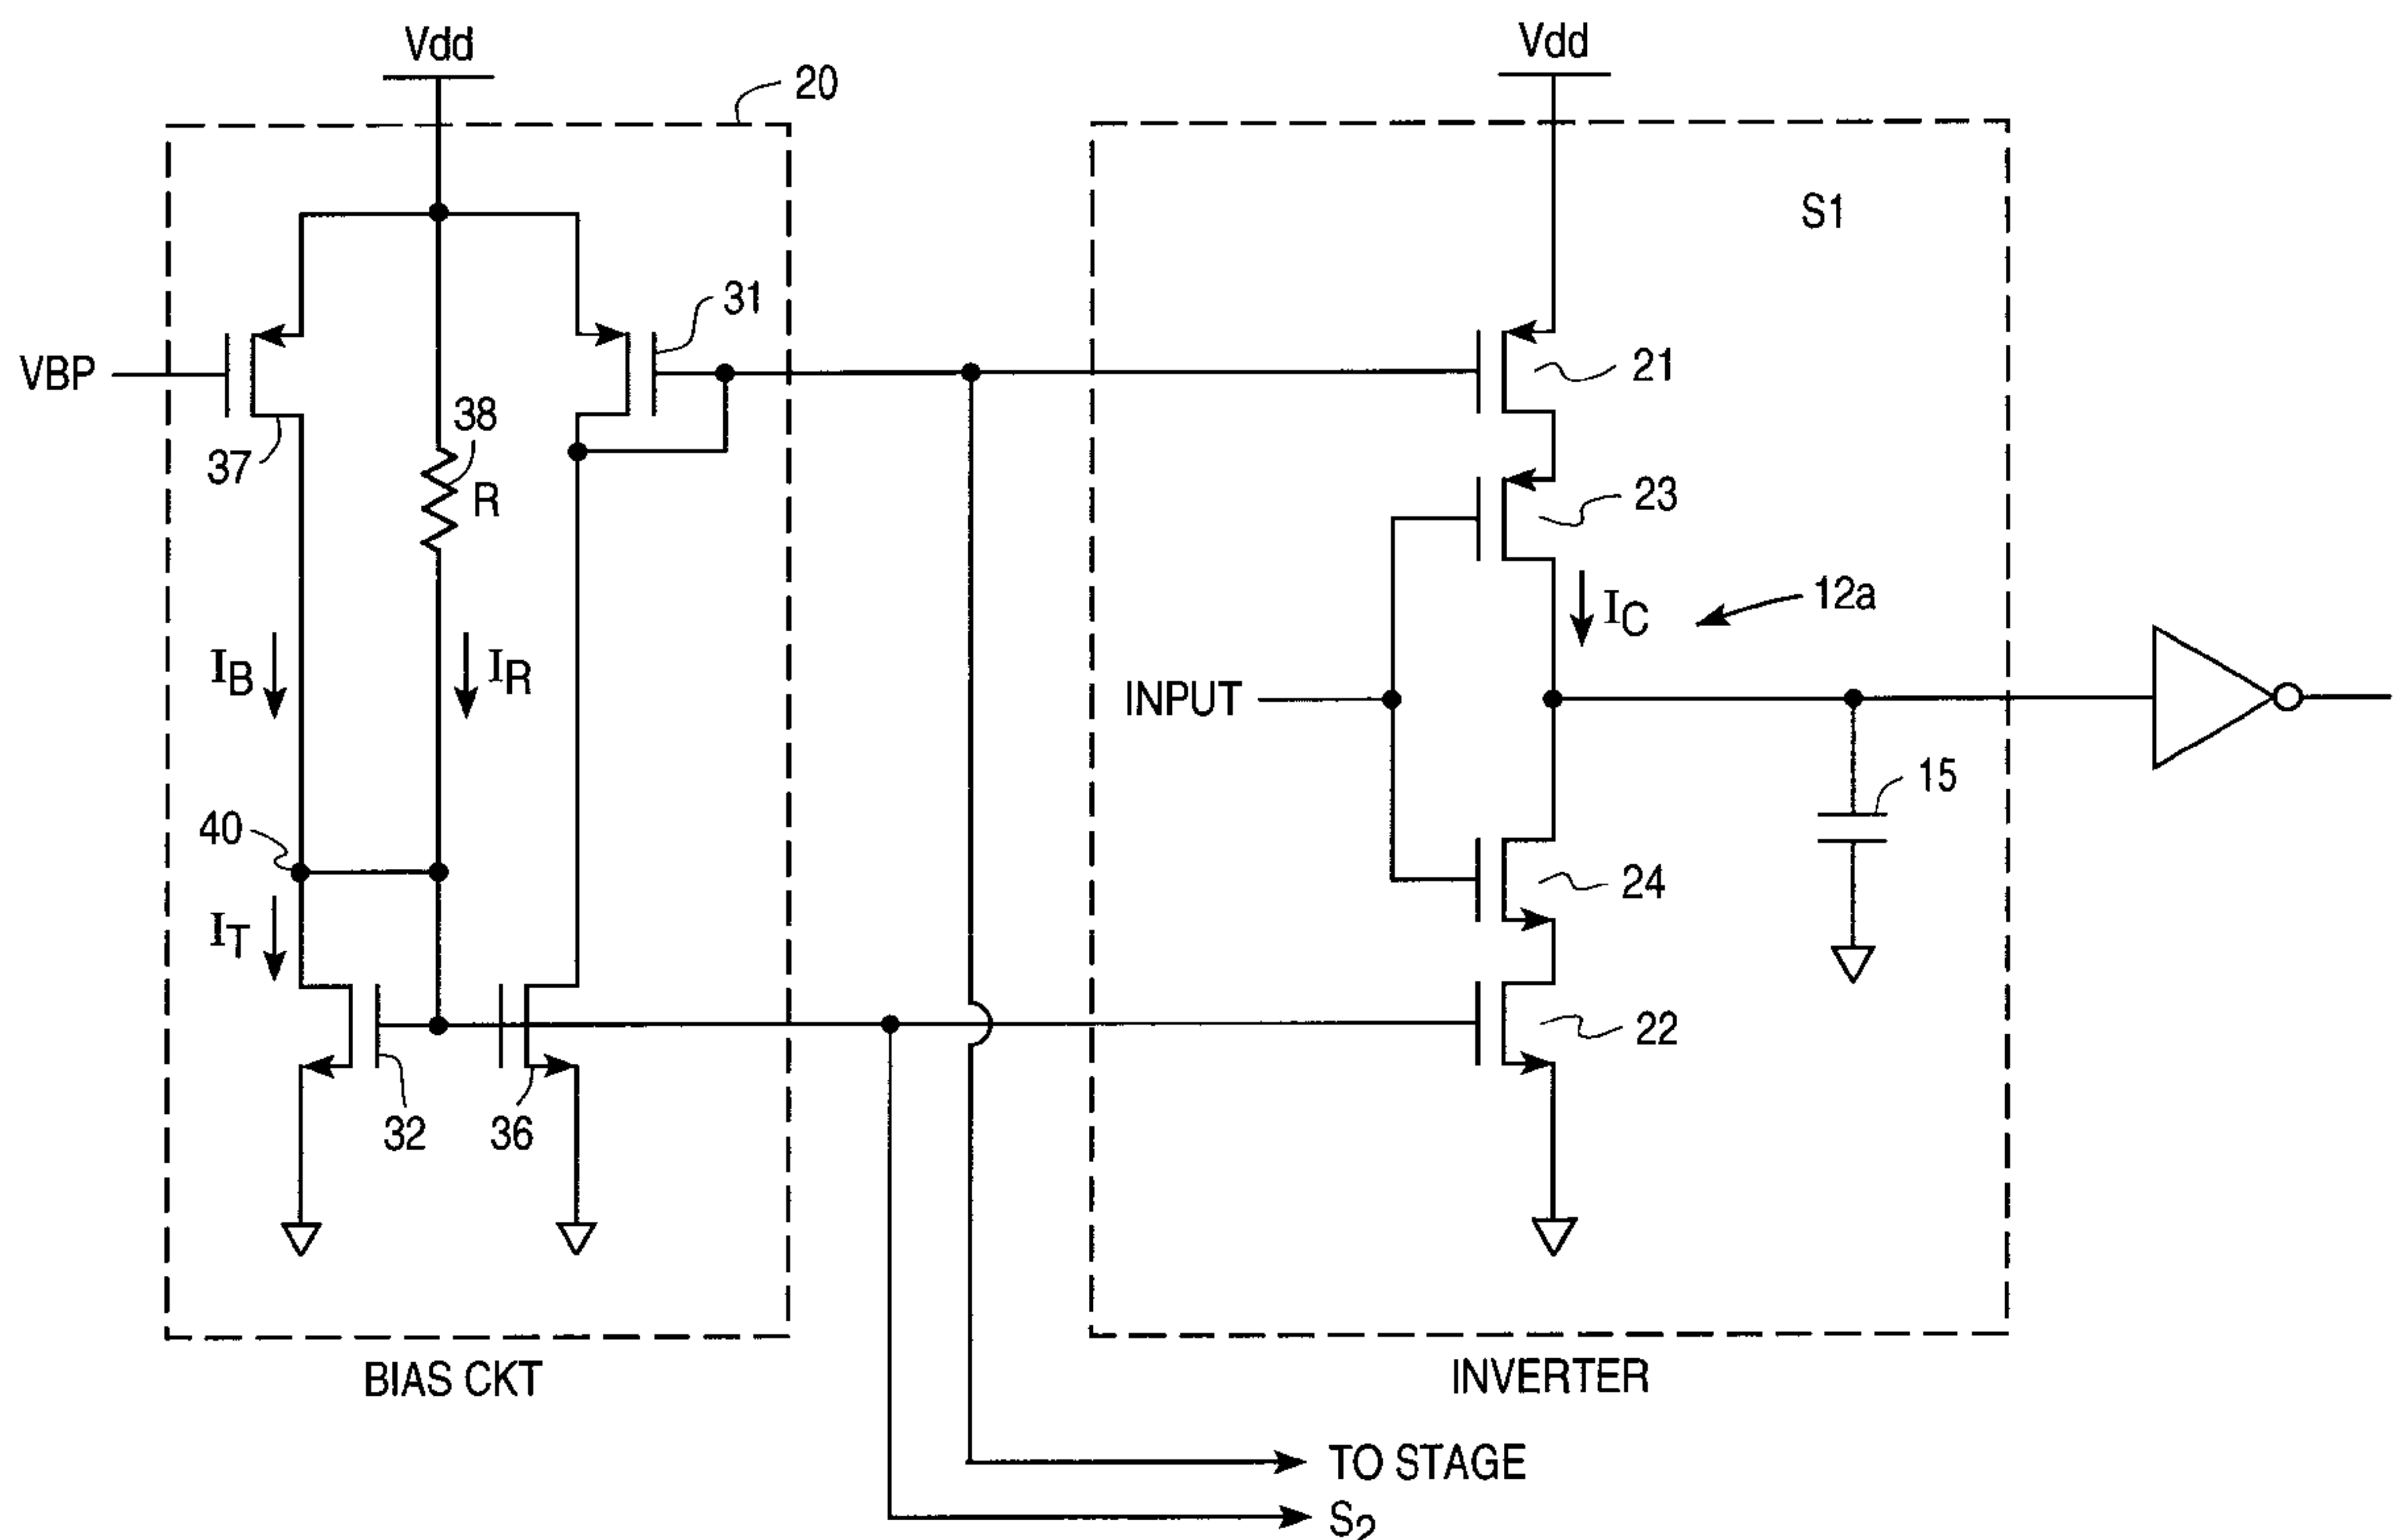 Vdd
Vdd
20
S1
31
VBP
21
38
37
R
23
12a
IC
IB
IR
INPUT
15
40
24
IT
22
32
36
BIAS CKT
INVERTER
TO STAGE
S2